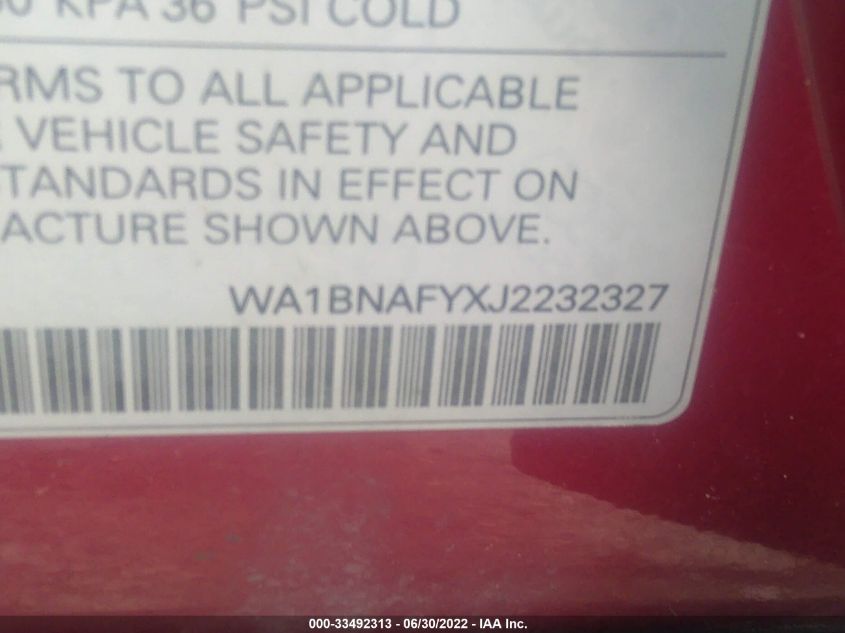 KPA 36 PSI COLD
RMS TO ALL APPLICABLE
VEHICLE SAFETY AND
STANDARDS IN EFFECT ON
ACTURE SHOWN ABOVE.
WA1BNAFYXJ2232327
000-33492313 - 06/30/2022 - IAA Inc.